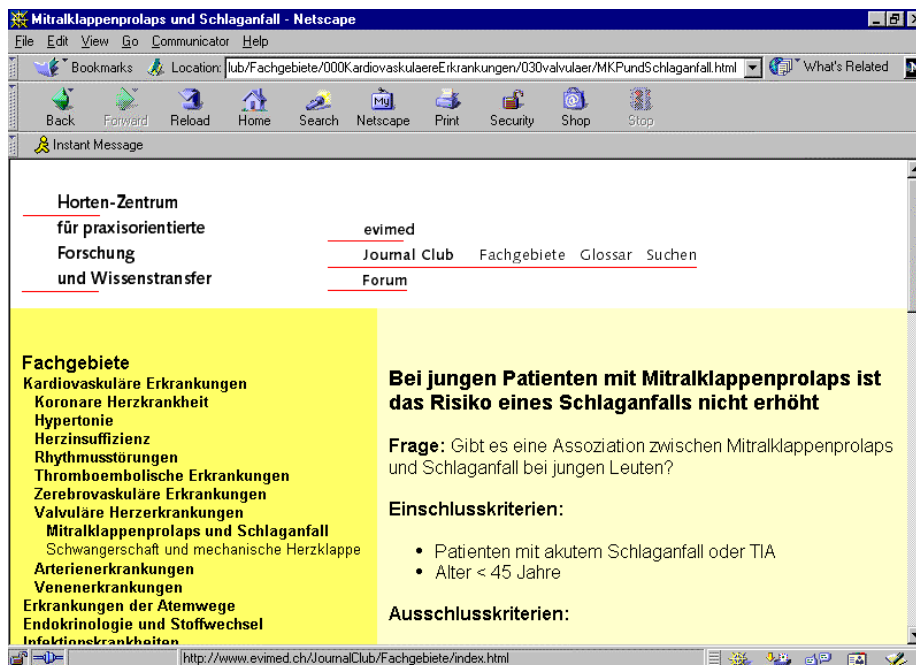 Mitralklappenprolaps und Schlaganfall - Netscape
File Edit View Go Communicator Help
Bookmarks Location: lub/Fachgebiete/000KardiovaskulaereErkrankungen/030valvulaer/MKPundSchlaganfall.html What's Related
My
Back Forward Reload Home Search Netscape Print Security Shop Stop
Instant Message
Horten-Zentrum
für praxisorientierte
Forschung
und Wissenstransfer
evimed
Journal Club Fachgebiete Glossar Suchen
Forum
Fachgebiete
Kardiovaskuläre Erkrankungen
Koronare Herzkrankheit
Hypertonie
Herzinsuffizienz
Rhythmusstörungen
Thromboembolische Erkrankungen
Zerebrovaskuläre Erkrankungen
Valvuläre Herzerkrankungen
Mitralklappenprolaps und Schlaganfall
Schwangerschaft und mechanische Herzklappe
Arterienerkrankungen
Venenerkrankungen
Erkrankungen der Atemwege
Endokrinologie und Stoffwechsel
Infektionskrankheiten
Bei jungen Patienten mit Mitralklappenprolaps ist
das Risiko eines Schlaganfalls nicht erhöht
Frage: Gibt es eine Assoziation zwischen Mitralklappenprolaps
und Schlaganfall bei jungen Leuten?
Einschlusskriterien:
• Patienten mit akutem Schlaganfall oder TIA
• Alter < 45 Jahre
Ausschlusskriterien:
http://www.evimed.ch/JournalClub/Fachgebiete/index.html